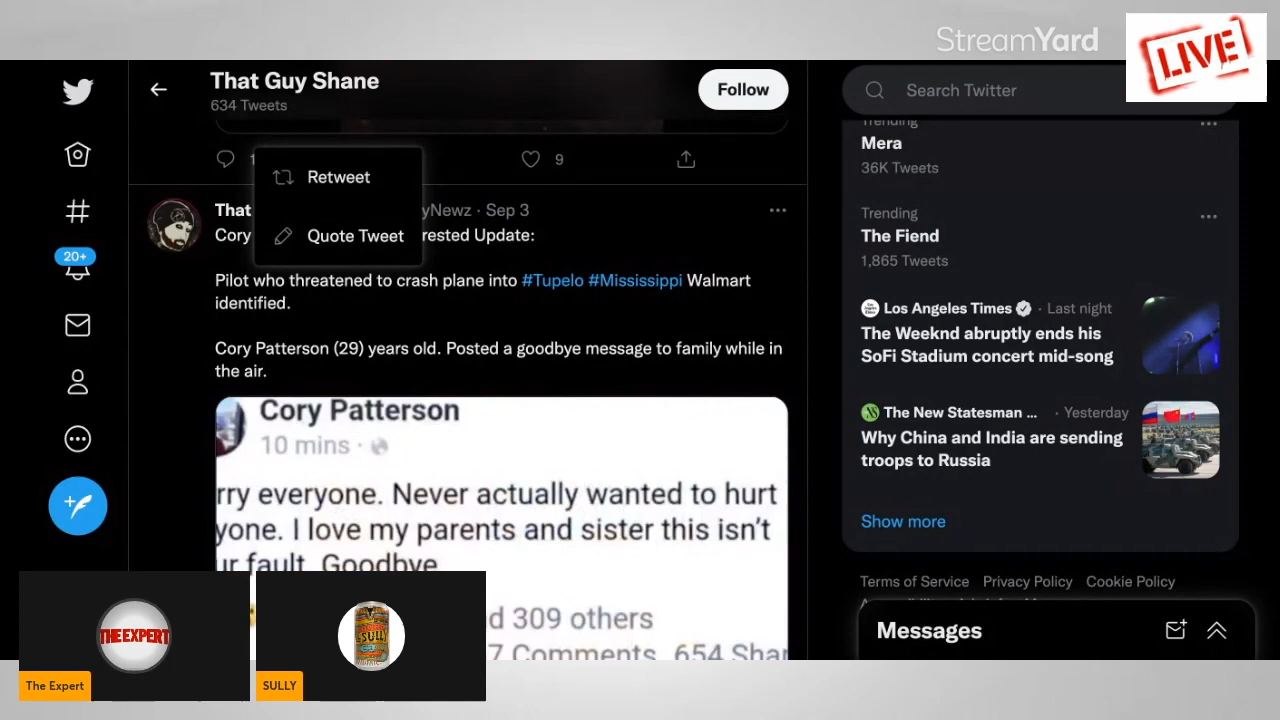 StreamYard
LIVE
That Guy Shane
634 Tweets
Follow
Search Twitter
Trending
Mera
36K Tweets
Trending
The Fiend
1,865 Tweets
Los Angeles Times · Last night
The Weeknd abruptly ends his
SoFi Stadium concert mid-song
The New Statesman ... · Yesterday
Why China and India are sending
troops to Russia
Show more
Terms of Service Privacy Policy Cookie Policy
Messages
20+
9
Retweet
Quote Tweet
That yNewz · Sep 3
Cory rested Update:
Pilot who threatened to crash plane into #Tupelo #Mississippi Walmart
identified.
Cory Patterson (29) years old. Posted a goodbye message to family while in
the air.
Cory Patterson
10 mins ·
rry everyone. Never actually wanted to hurt
yone. I love my parents and sister this isn't
ur fault. Goodbye
d 309 others
7 Comments 654 Shar
THE EXPERT
The Expert
SULLY
SULLY